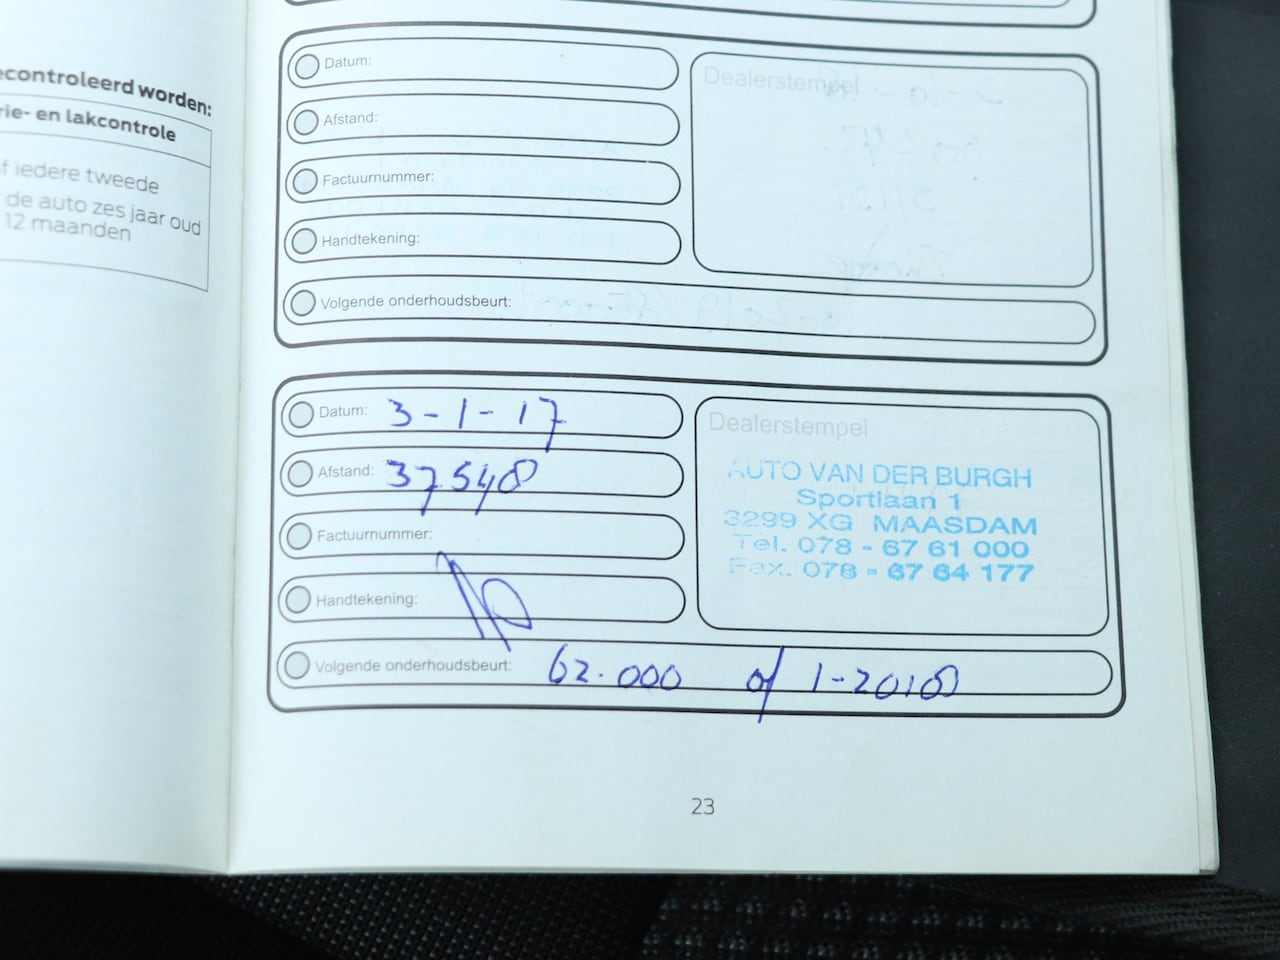 econtroleerd worden:
rie- en lakcontrole
f iedere tweede
de auto zes jaar oud
12 maanden
Datum:
Afstand:
Factuurnummer:
Handtekening:
Volgende onderhoudsbeurt:
Dealerstempel
Datum: 3-1-17
Afstand: 37.548
Factuurnummer:
Handtekening:
Volgende onderhoudsbeurt: 62.000 of 1-2018
Dealerstempel
AUTO VAN DER BURGH
Sportlaan 1
3299 XG MAASDAM
Tel. 078 - 67 61 000
Fax. 078 - 67 64 177
23